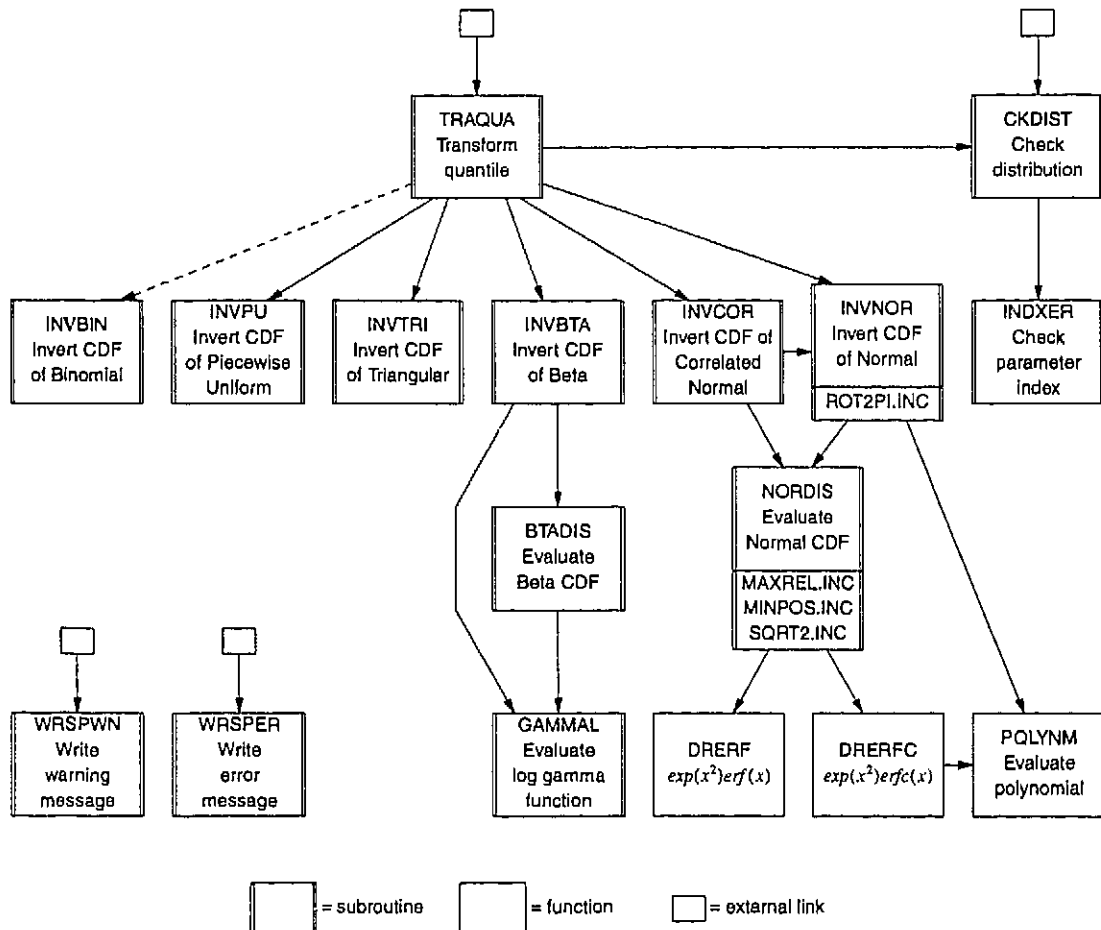 TRAQUA
Transform
quantile
CKDIST
Check
distribution
INVBIN
Invert CDF
of Binomial
INVPU
Invert CDF
of Piecewise
Uniform
INVTRI
Invert CDF
of Triangular
INVBTA
Invert CDF
of Beta
INVCOR
Invert CDF of
Correlated
Normal
INVNOR
Invert CDF
of Normal
ROT2PI.INC
INDXER
Check
parameter
index
BTADIS
Evaluate
Beta CDF
NORDIS
Evaluate
Normal CDF
MAXREL.INC
MINPOS.INC
SQRT2.INC
WRSPWN
Write
warning
message
WRSPER
Write
error
message
GAMMAL
Evaluate
log gamma
function
DRERF
exp(x²)erf(x)
DRERFC
exp(x²)erfc(x)
PQLYNM
Evaluate
polynomial
= subroutine
= function
= external link